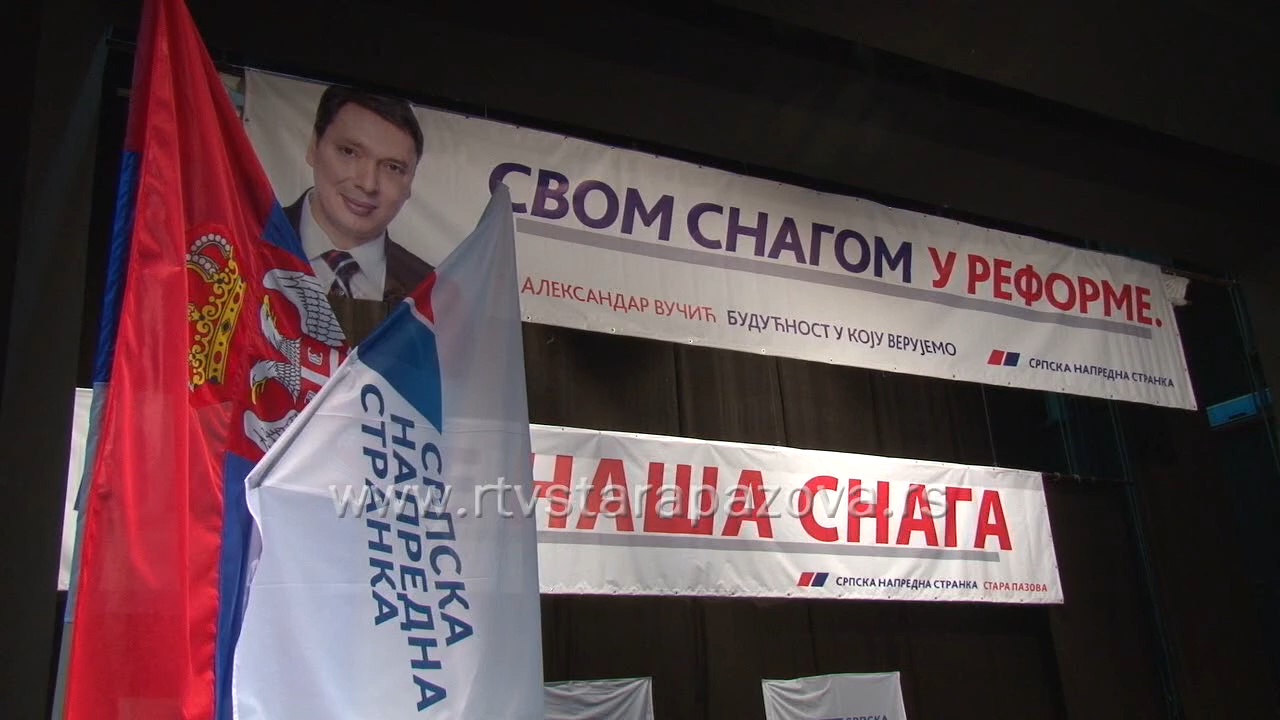 СВОМ СНАГОМ У РЕФОРМЕ.
АЛЕКСАНДАР ВУЧИЋ БУДУЋНОСТ У КОЈУ ВЕРУЈЕМО
СРПСКА НАПРЕДНА СТРАНКА
НАША СНАГА
СРПСКА НАПРЕДНА СТРАНКА СТАРА ПАЗОВА
СРПСКА
НАПРЕДНА
СТРАНКА
www.rtvstarapazova.rs
СРПСКА